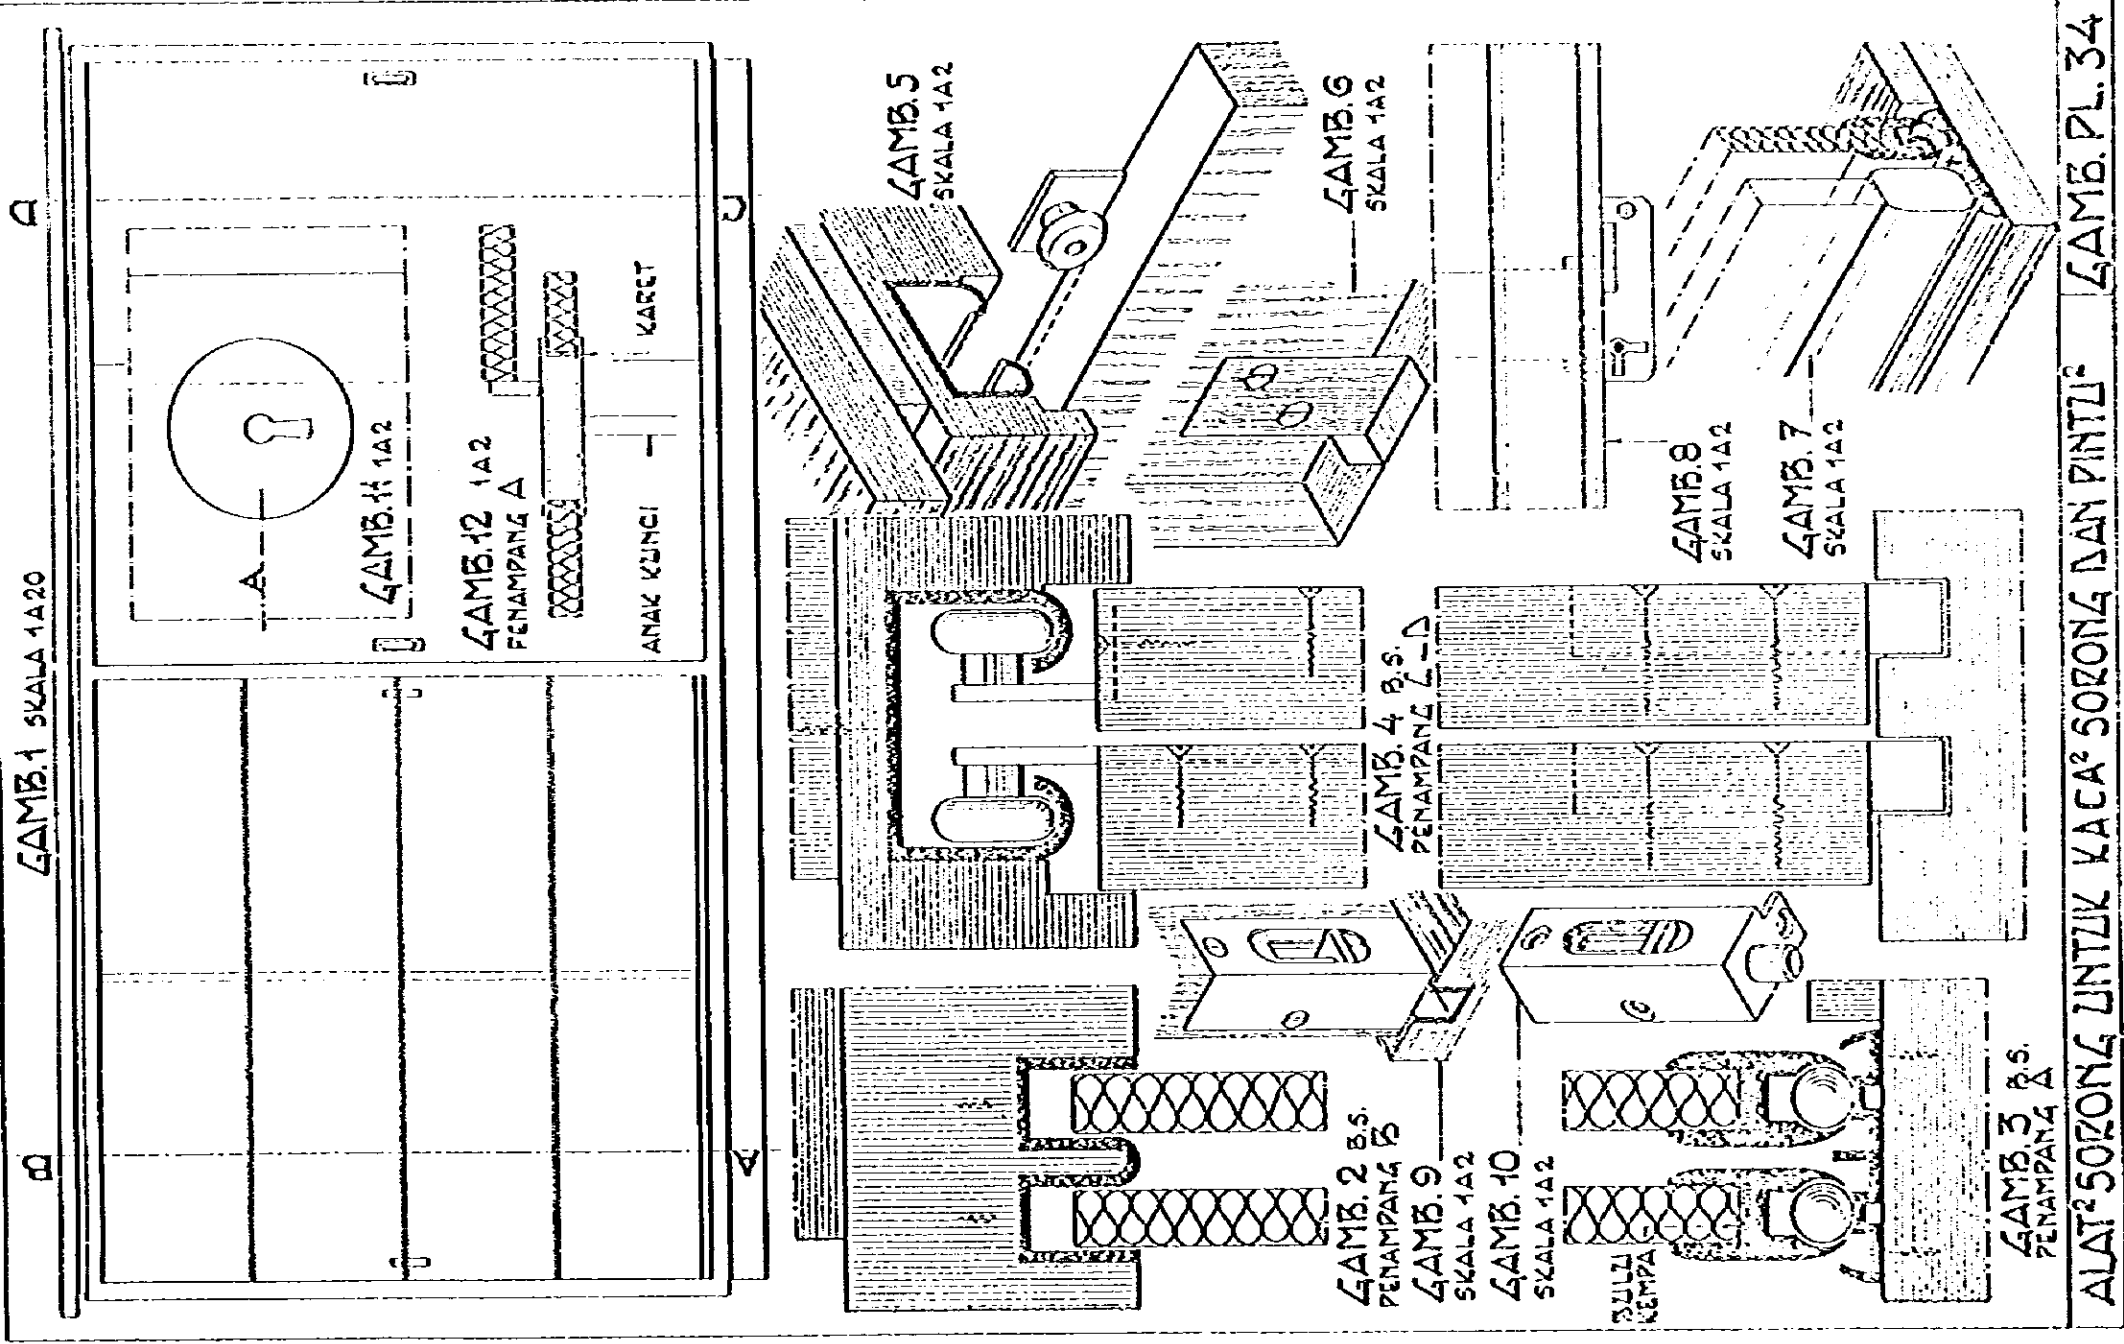 GAMB.1 SKALA 1A20
B
D
A
C
A
GAMB.11 1A2
GAMB.12 1A2
PENAMPANG A
ANAK KUNCI
KARET
GAMB.5
SKALA 1A2
GAMB.6
SKALA 1A2
GAMB.8
SKALA 1A2
GAMB.7
SKALA 1A2
GAMB.4 B.S.
PENAMPANG C-D
GAMB.2 B.S.
PENAMPANG B
GAMB.9
SKALA 1A2
GAMB.10
SKALA 1A2
BULU
KEMPA
GAMB.3 B.S.
PENAMPANG A
ALAT² SORONG UNTUK KACA² SORONG DAN PINTU²
GAMB. PL. 34